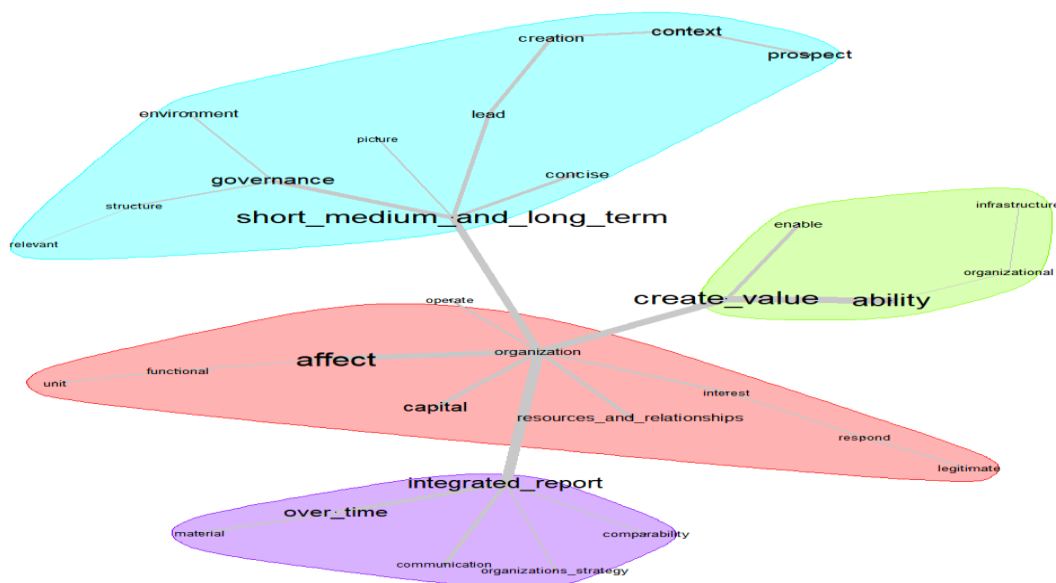 creation
context
prospect
environment
lead
picture
governance
concise
structure
short_medium_and_long_term
relevant
infrastructure
enable
organizational
create_value
ability
operate
organization
affect
functional
unit
interest
capital
resources_and_relationships
respond
legitimate
integrated_report
over_time
material
comparability
communication
organizations_strategy